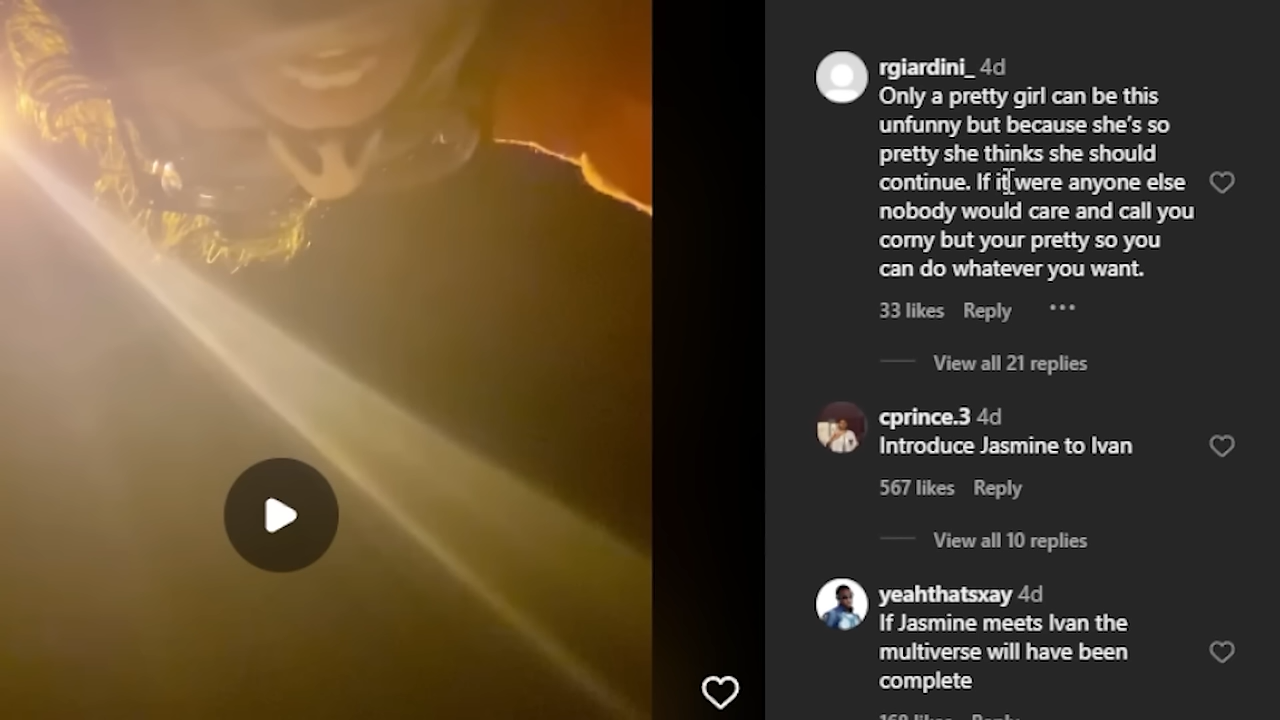 rgiardini_ 4d
Only a pretty girl can be this
unfunny but because she's so
pretty she thinks she should
continue. If it were anyone else
nobody would care and call you
corny but your pretty so you
can do whatever you want.
33 likes Reply ...
View all 21 replies
cprince.3 4d
Introduce Jasmine to Ivan
567 likes Reply
View all 10 replies
yeahthatsxay 4d
If Jasmine meets Ivan the
multiverse will have been
complete
168 likes Reply